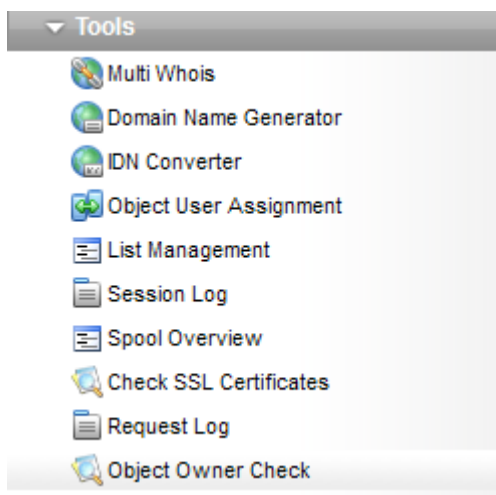 Tools
Multi Whois
Domain Name Generator
IDN Converter
Object User Assignment
List Management
Session Log
Spool Overview
Check SSL Certificates
Request Log
Object Owner Check